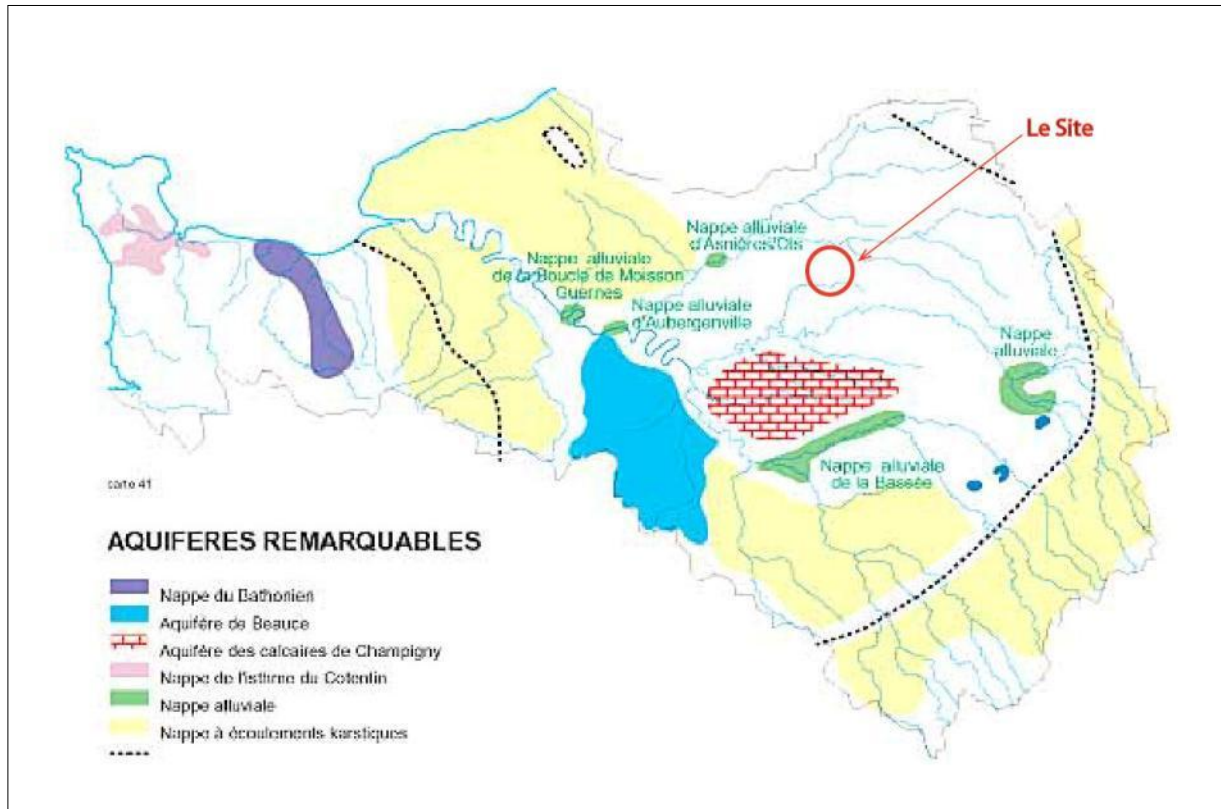 Le Site
Nappe alluviale
d'Asnières/Ois
Nappe alluviale
de la Boucle de Moisson
Guernes
Nappe alluviale
d'Aubergenville
Nappe
alluviale
Nappe alluviale
de la Bassée
carte 41
AQUIFERES REMARQUABLES
Nappe du Bathonien
Aquifère de Beauce
Aquifère des calcaires de Champigny
Nappe de l'Isthme du Cotentin
Nappe alluviale
Nappe à écoulements karstiques